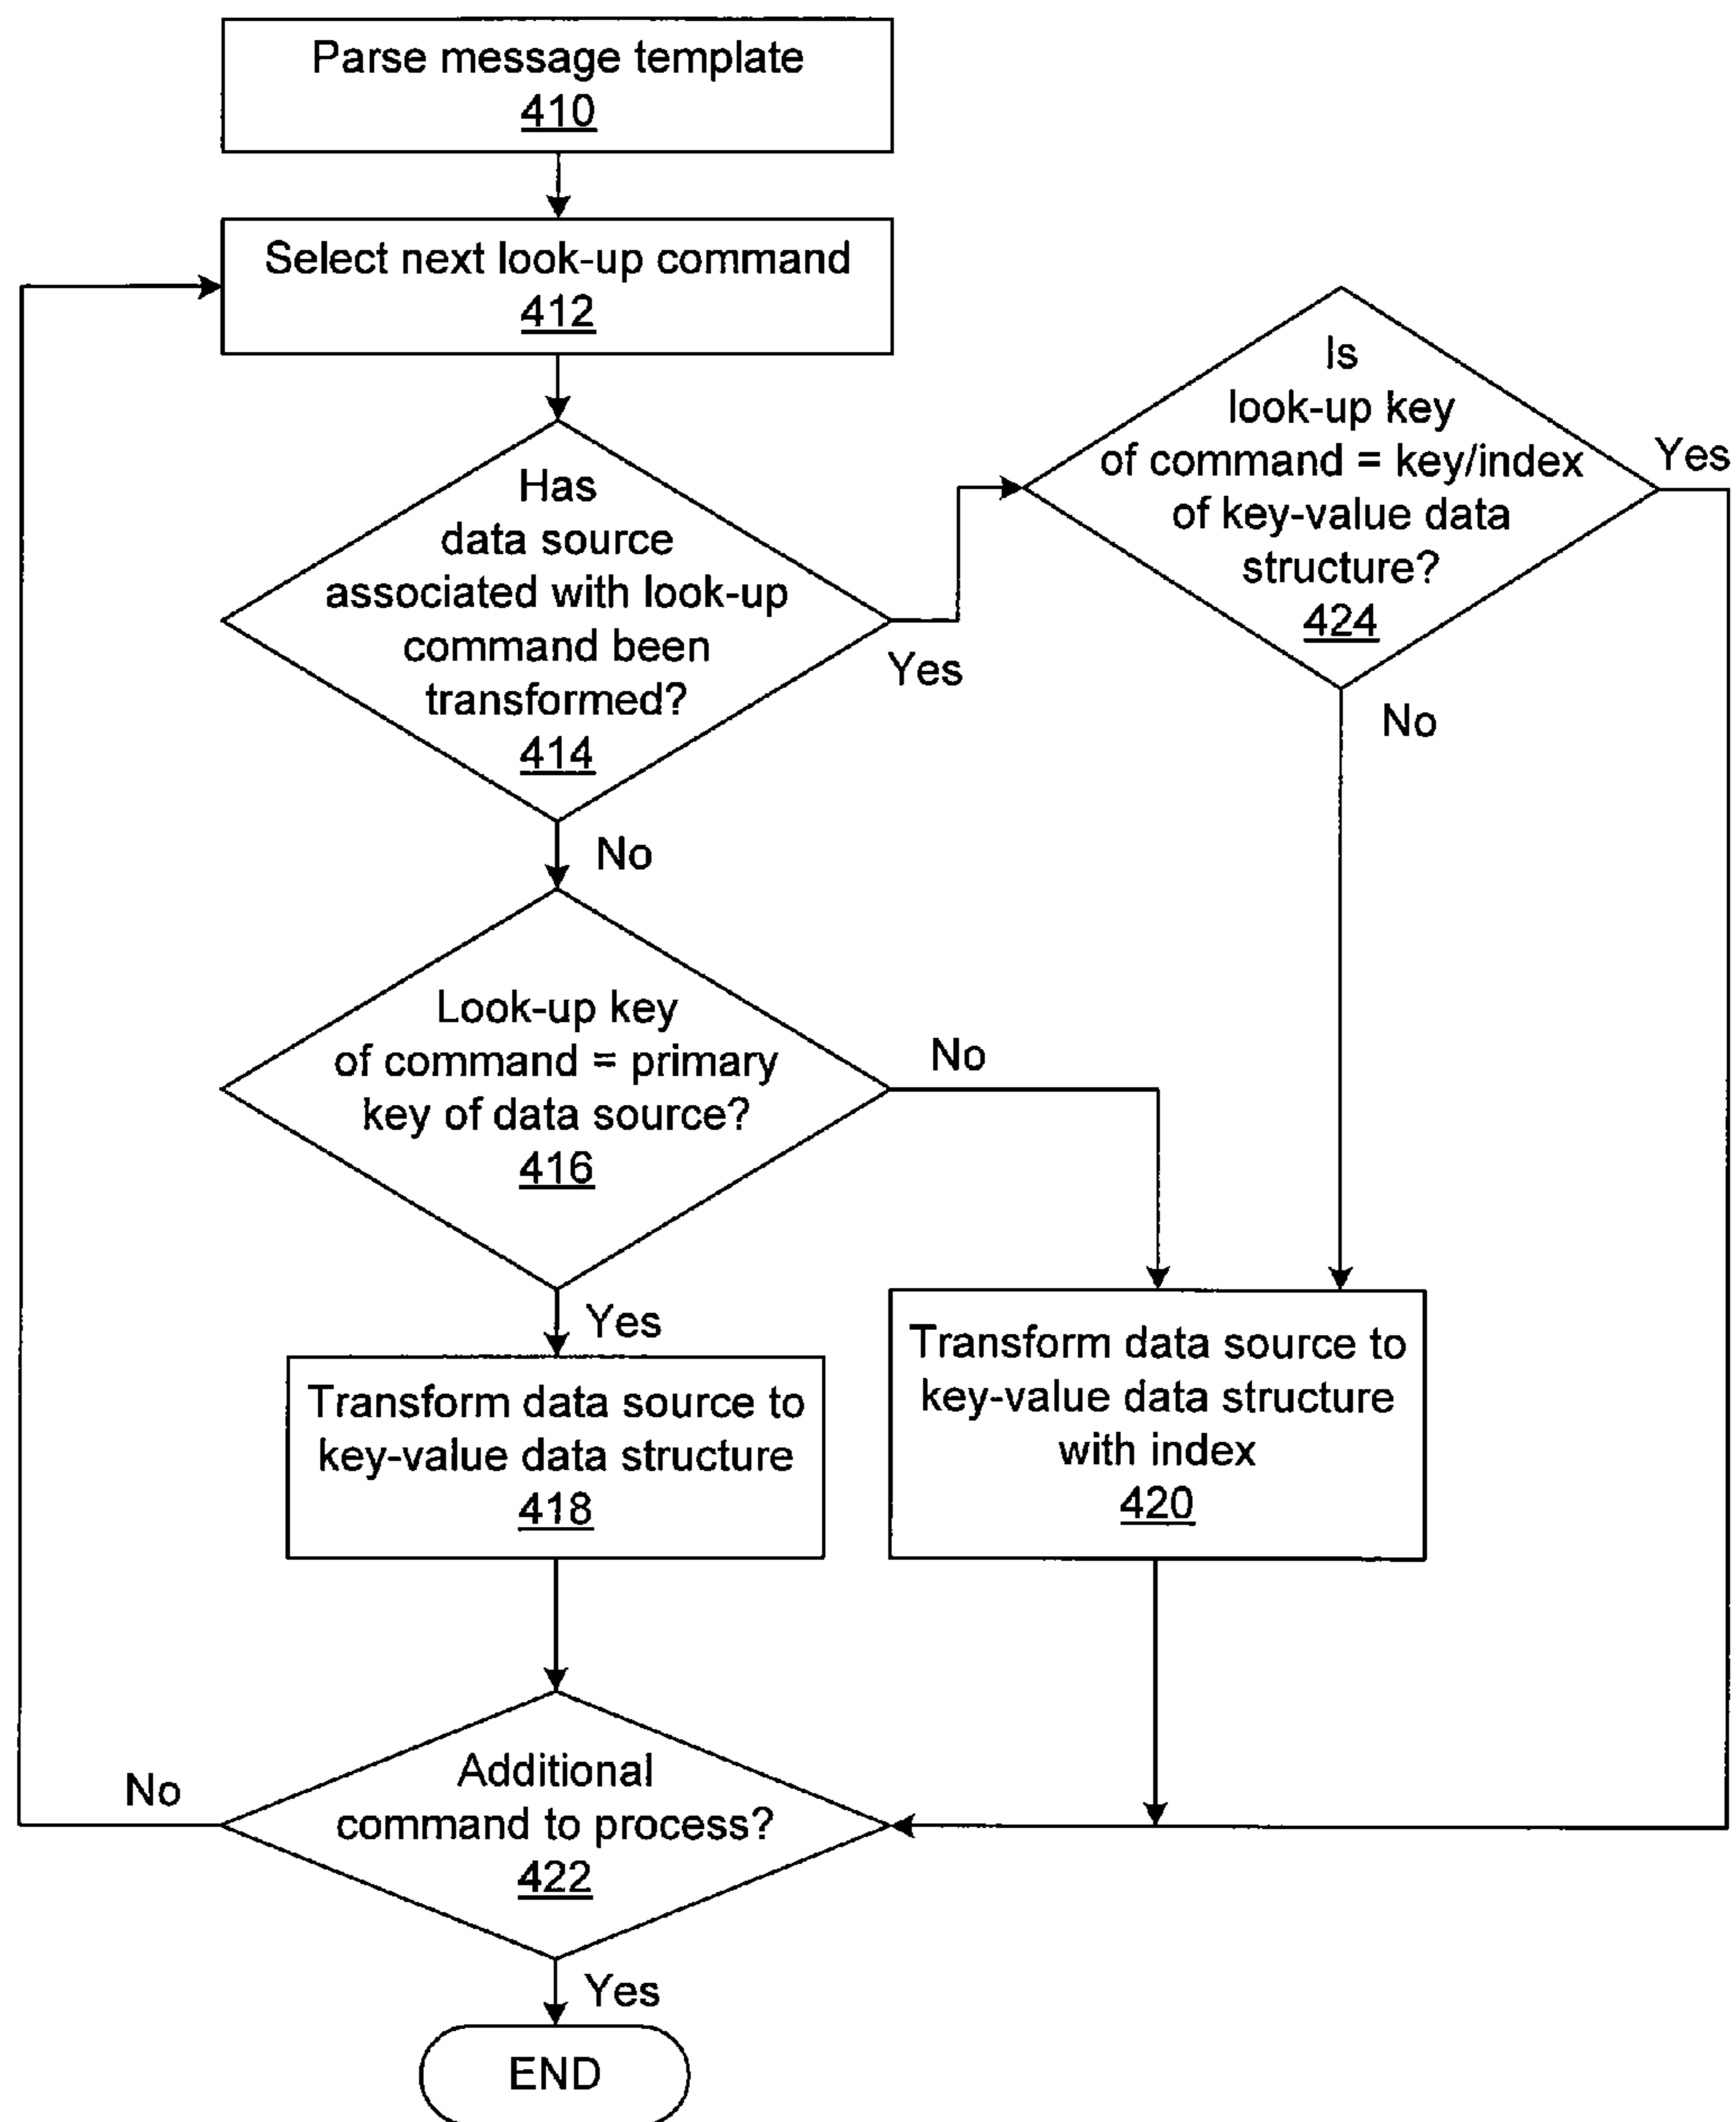 Parse message template
410
Select next look-up command
412
Is
look-up key
of command = key/index
of key-value data
structure?
424
Yes
Has
data source
associated with look-up
command been
transformed?
414
Yes
No
No
Look-up key
of command = primary
key of data source?
416
No
Yes
Transform data source to
key-value data structure
418
Transform data source to
key-value data structure
with index
420
Additional
command to process?
422
No
Yes
END